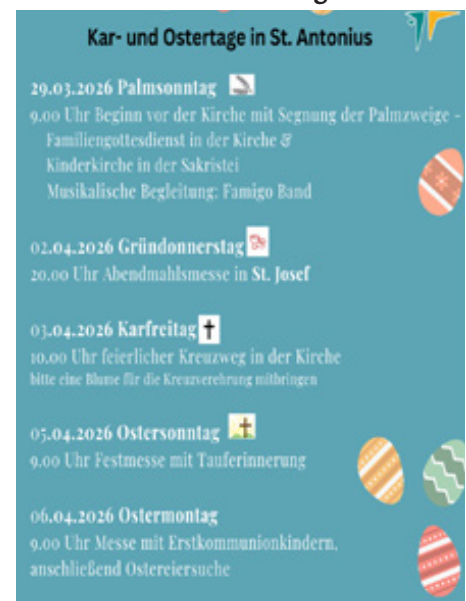 Kar- und Ostertage in St. Antonius
29.03.2026 Palmsonntag
9.00 Uhr Beginn vor der Kirche mit Segnung der Palmzweige -
Familiengottesdienst in der Kirche &
Kinderkirche in der Sakristei
Musikalische Begleitung: Famigo Band
02.04.2026 Gründonnerstag
20.00 Uhr Abendmahlsmesse in St. Josef
03.04.2026 Karfreitag
10.00 Uhr feierlicher Kreuzweg in der Kirche
bitte eine Blume für die Kreuzverehrung mitbringen
05.04.2026 Ostersonntag
9.00 Uhr Festmesse mit Tauferinnerung
06.04.2026 Ostermontag
9.00 Uhr Messe mit Erstkommunionkindern,
anschließend Ostereiersuche